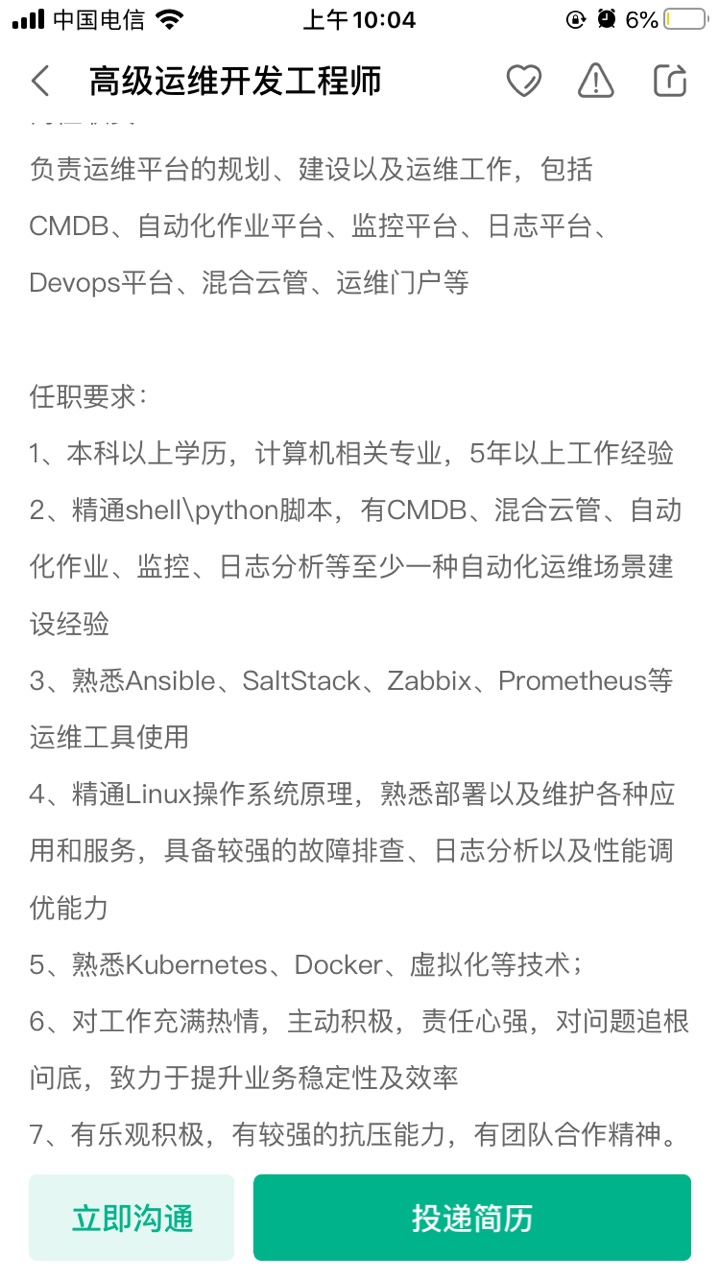 中国电信
上午10:04
6%
高级运维开发工程师
负责运维平台的规划、建设以及运维工作，包括
CMDB、自动化作业平台、监控平台、日志平台、
Devops平台、混合云管、运维门户等
任职要求：
1、本科以上学历，计算机相关专业，5年以上工作经验
2、精通shell\python脚本，有CMDB、混合云管、自动
化作业、监控、日志分析等至少一种自动化运维场景建
设经验
3、熟悉Ansible、SaltStack、Zabbix、Prometheus等
运维工具使用
4、精通Linux操作系统原理，熟悉部署以及维护各种应
用和服务，具备较强的故障排查、日志分析以及性能调
优能力
5、熟悉Kubernetes、Docker、虚拟化等技术；
6、对工作充满热情，主动积极，责任心强，对问题追根
问底，致力于提升业务稳定性及效率
7、有乐观积极，有较强的抗压能力，有团队合作精神。
立即沟通
投递简历